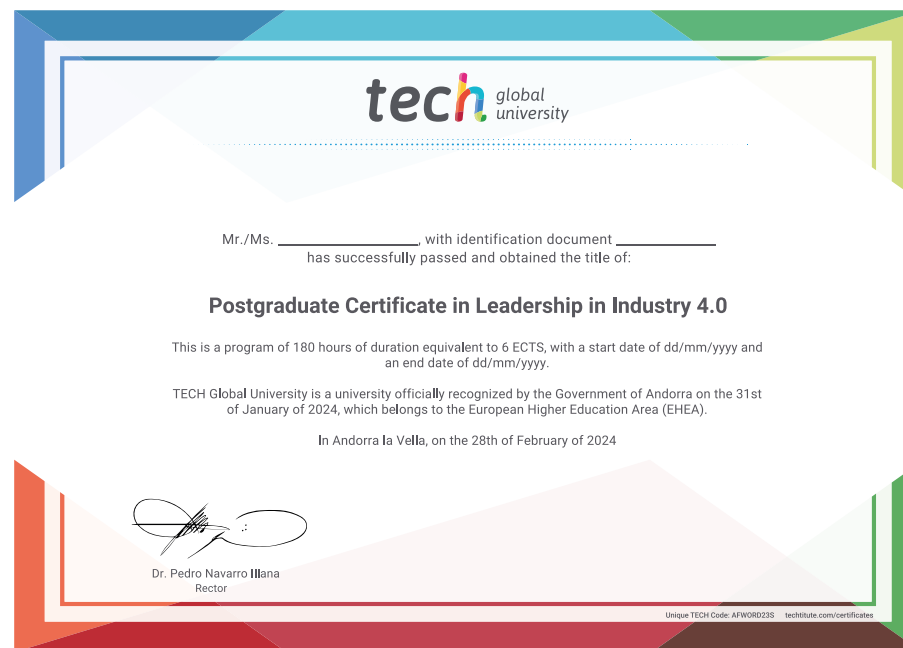 tech global
university
Mr./Ms. ____________, with identification document ____________
has successfully passed and obtained the title of:
Postgraduate Certificate in Leadership in Industry 4.0
This is a program of 180 hours of duration equivalent to 6 ECTS, with a start date of dd/mm/yyyy and
an end date of dd/mm/yyyy.
TECH Global University is a university officially recognized by the Government of Andorra on the 31st
of January of 2024, which belongs to the European Higher Education Area (EHEA).
In Andorra la Vella, on the 28th of February of 2024
Dr. Pedro Navarro Illana
Rector
Unique TECH Code: AFWORD23S techtitute.com/certificates